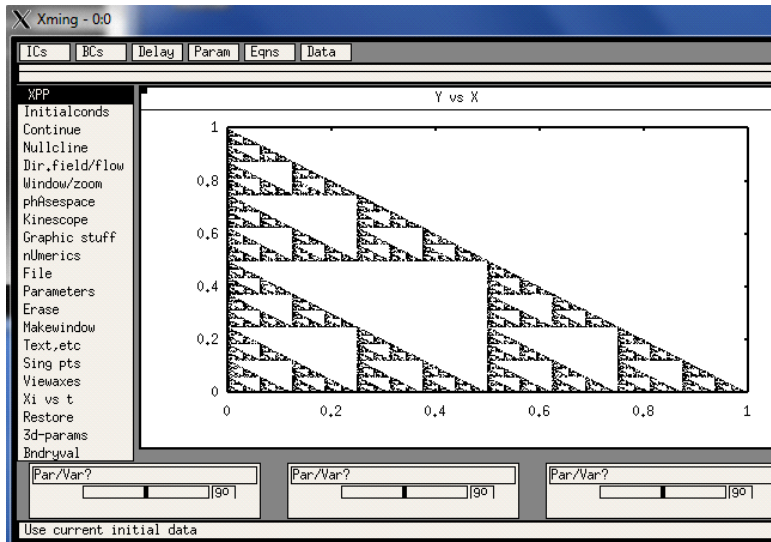 Xming - 0:0
ICs BCs Delay Param Eqns Data
XPP
Initialconds
Continue
Nullcline
Dir.field/flow
Window/zoom
phAsespace
Kinescope
Graphic stuff
nUmerics
File
Parameters
Erase
Makewindow
Text,etc
Sing pts
Viewaxes
Xi vs t
Restore
3d-params
Bndryval
Y vs X
1
0.8
0.6
0.4
0.2
0
0 0.2 0.4 0.6 0.8 1
Par/Var? Par/Var? Par/Var?
Use current initial data